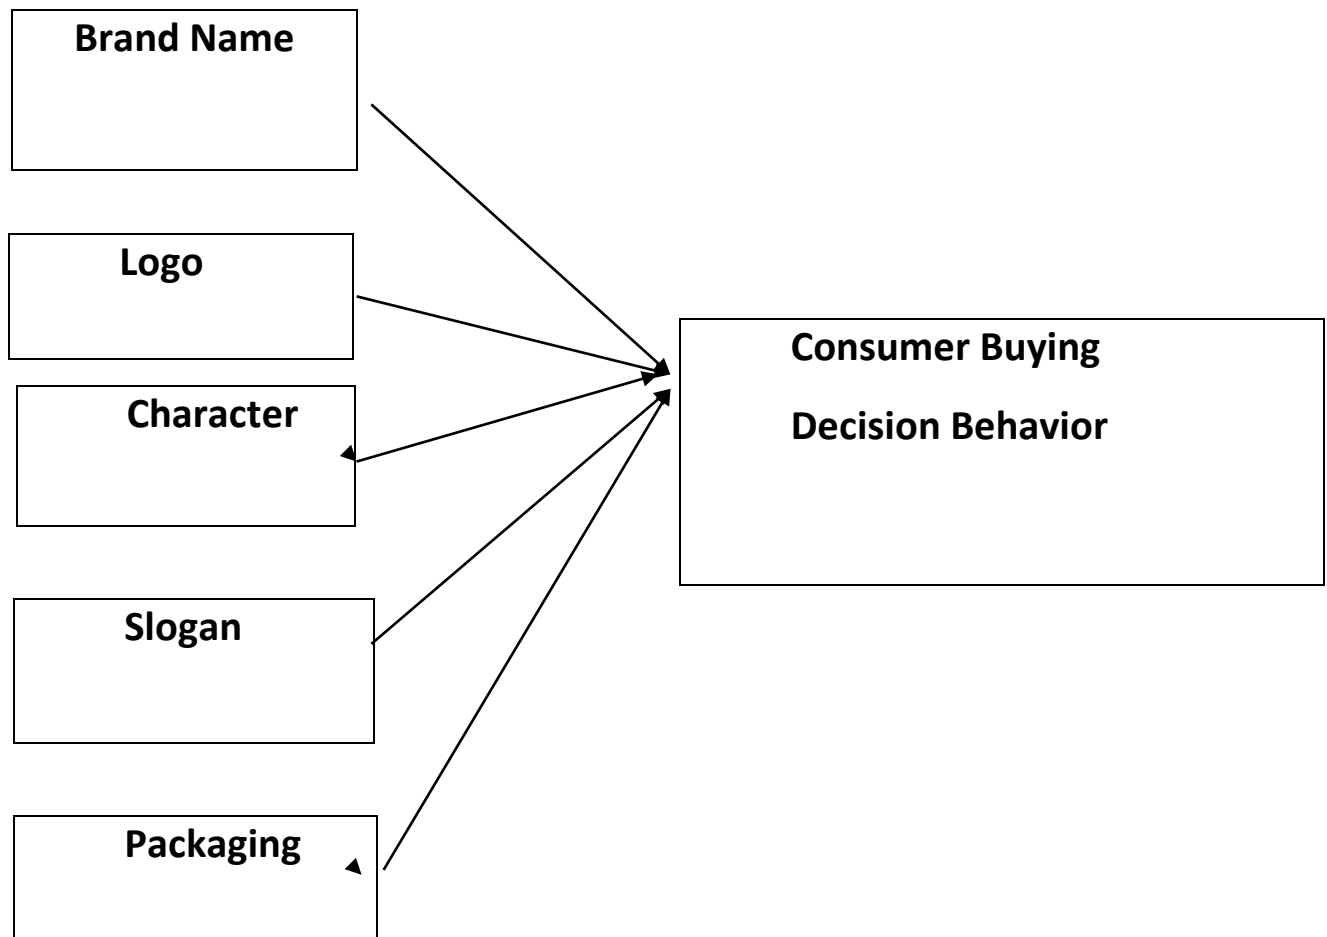 Brand Name
Logo
Character
Slogan
Packaging
Consumer Buying
Decision Behavior